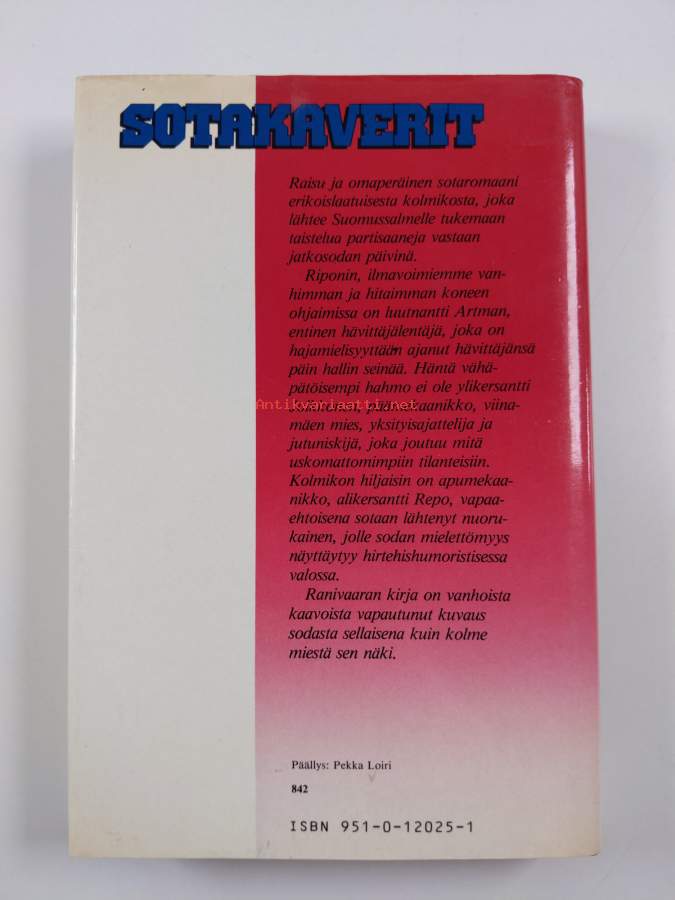 SOTAKAVERIT
Raisu ja omaperäinen sotaromaani
erikoislaatuisesta kolmikosta, joka
lähtee Suomussalmelle tukemaan
taistelua partisaaneja vastaan
jatkosodan päivinä.
Riponin, ilmavoimiemme van-
himman ja hitaimman koneen
ohjaimissa on luutnantti Artman,
entinen hävittäjälentäjä, joka on
hajamielisyyttään ajanut hävittäjänsä
päin hallin seinää. Häntä vähä-
pätöisempi hahmo ei ole ylikersantti
Antikvariaatti.net
päämekaanikko, viina-
mäen mies, yksityisajattelija ja
jutuniskijä, joka joutuu mitä
uskomattomimpiin tilanteisiin.
Kolmikon hiljaisin on apumekaa-
nikko, alikersantti Repo, vapaa-
ehtoisena sotaan lähtenyt nuoru-
kainen, jolle sodan mielettömyys
näyttäytyy hirtehishumoristisessa
valossa.
Ranivaaran kirja on vanhoista
kaavoista vapautunut kuvaus
sodasta sellaisena kuin kolme
miestä sen näki.
Päällys: Pekka Loiri
842
ISBN 951-0-12025-1